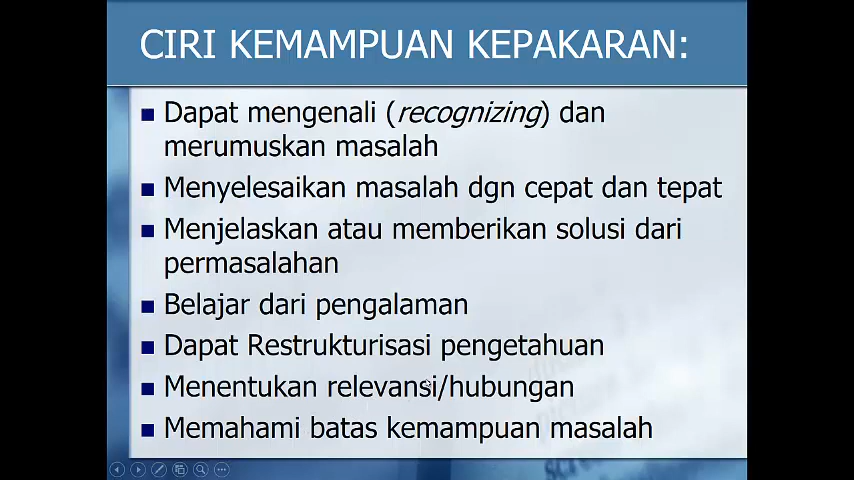 CIRI KEMAMPUAN KEPAKARAN:
Dapat mengenali (recognizing) dan
merumuskan masalah
Menyelesaikan masalah dgn cepat dan tepat
Menjelaskan atau memberikan solusi dari
permasalahan
Belajar dari pengalaman
Dapat Restrukturisasi pengetahuan
Menentukan relevansi/hubungan
Memahami batas kemampuan masalah